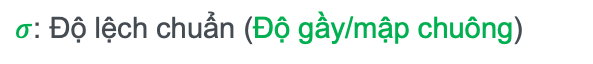 σ: Độ lệch chuẩn (Độ gầy/mập chuông)